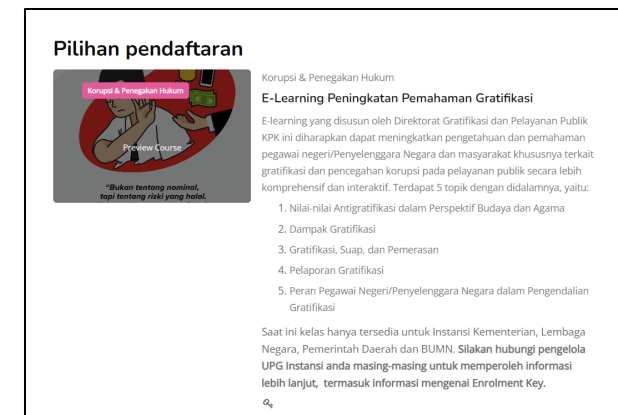 Pilihan pendaftaran
Korupsi & Penegakan Hukum
Preview Course
"Bukan tentang nominal,
tapi tentang rizki yang halal.
Korupsi & Penegakan Hukum
E-Learning Peningkatan Pemahaman Gratifikasi
E-learning yang disusun oleh Direktorat Gratifikasi dan Pelayanan Publik
KPK ini diharapkan dapat meningkatkan pengetahuan dan pemahaman
pegawai negeri/Penyelenggara Negara dan masyarakat khususnya terkait
gratifikasi dan pencegahan korupsi pada pelayanan publik secara lebih
komprehensif dan interaktif. Terdapat 5 topik dengan didalamnya, yaitu:
1. Nilai-nilai Antigratifikasi dalam Perspektif Budaya dan Agama
2. Dampak Gratifikasi
3. Gratifikasi, Suap, dan Pemerasan
4. Pelaporan Gratifikasi
5. Peran Pegawai Negeri/Penyelenggara Negara dalam Pengendalian
Gratifikasi
Saat ini kelas hanya tersedia untuk Instansi Kementerian, Lembaga
Negara, Pemerintah Daerah dan BUMN. Silakan hubungi pengelola
UPG Instansi anda masing-masing untuk memperoleh informasi
lebih lanjut, termasuk informasi mengenai Enrolment Key.